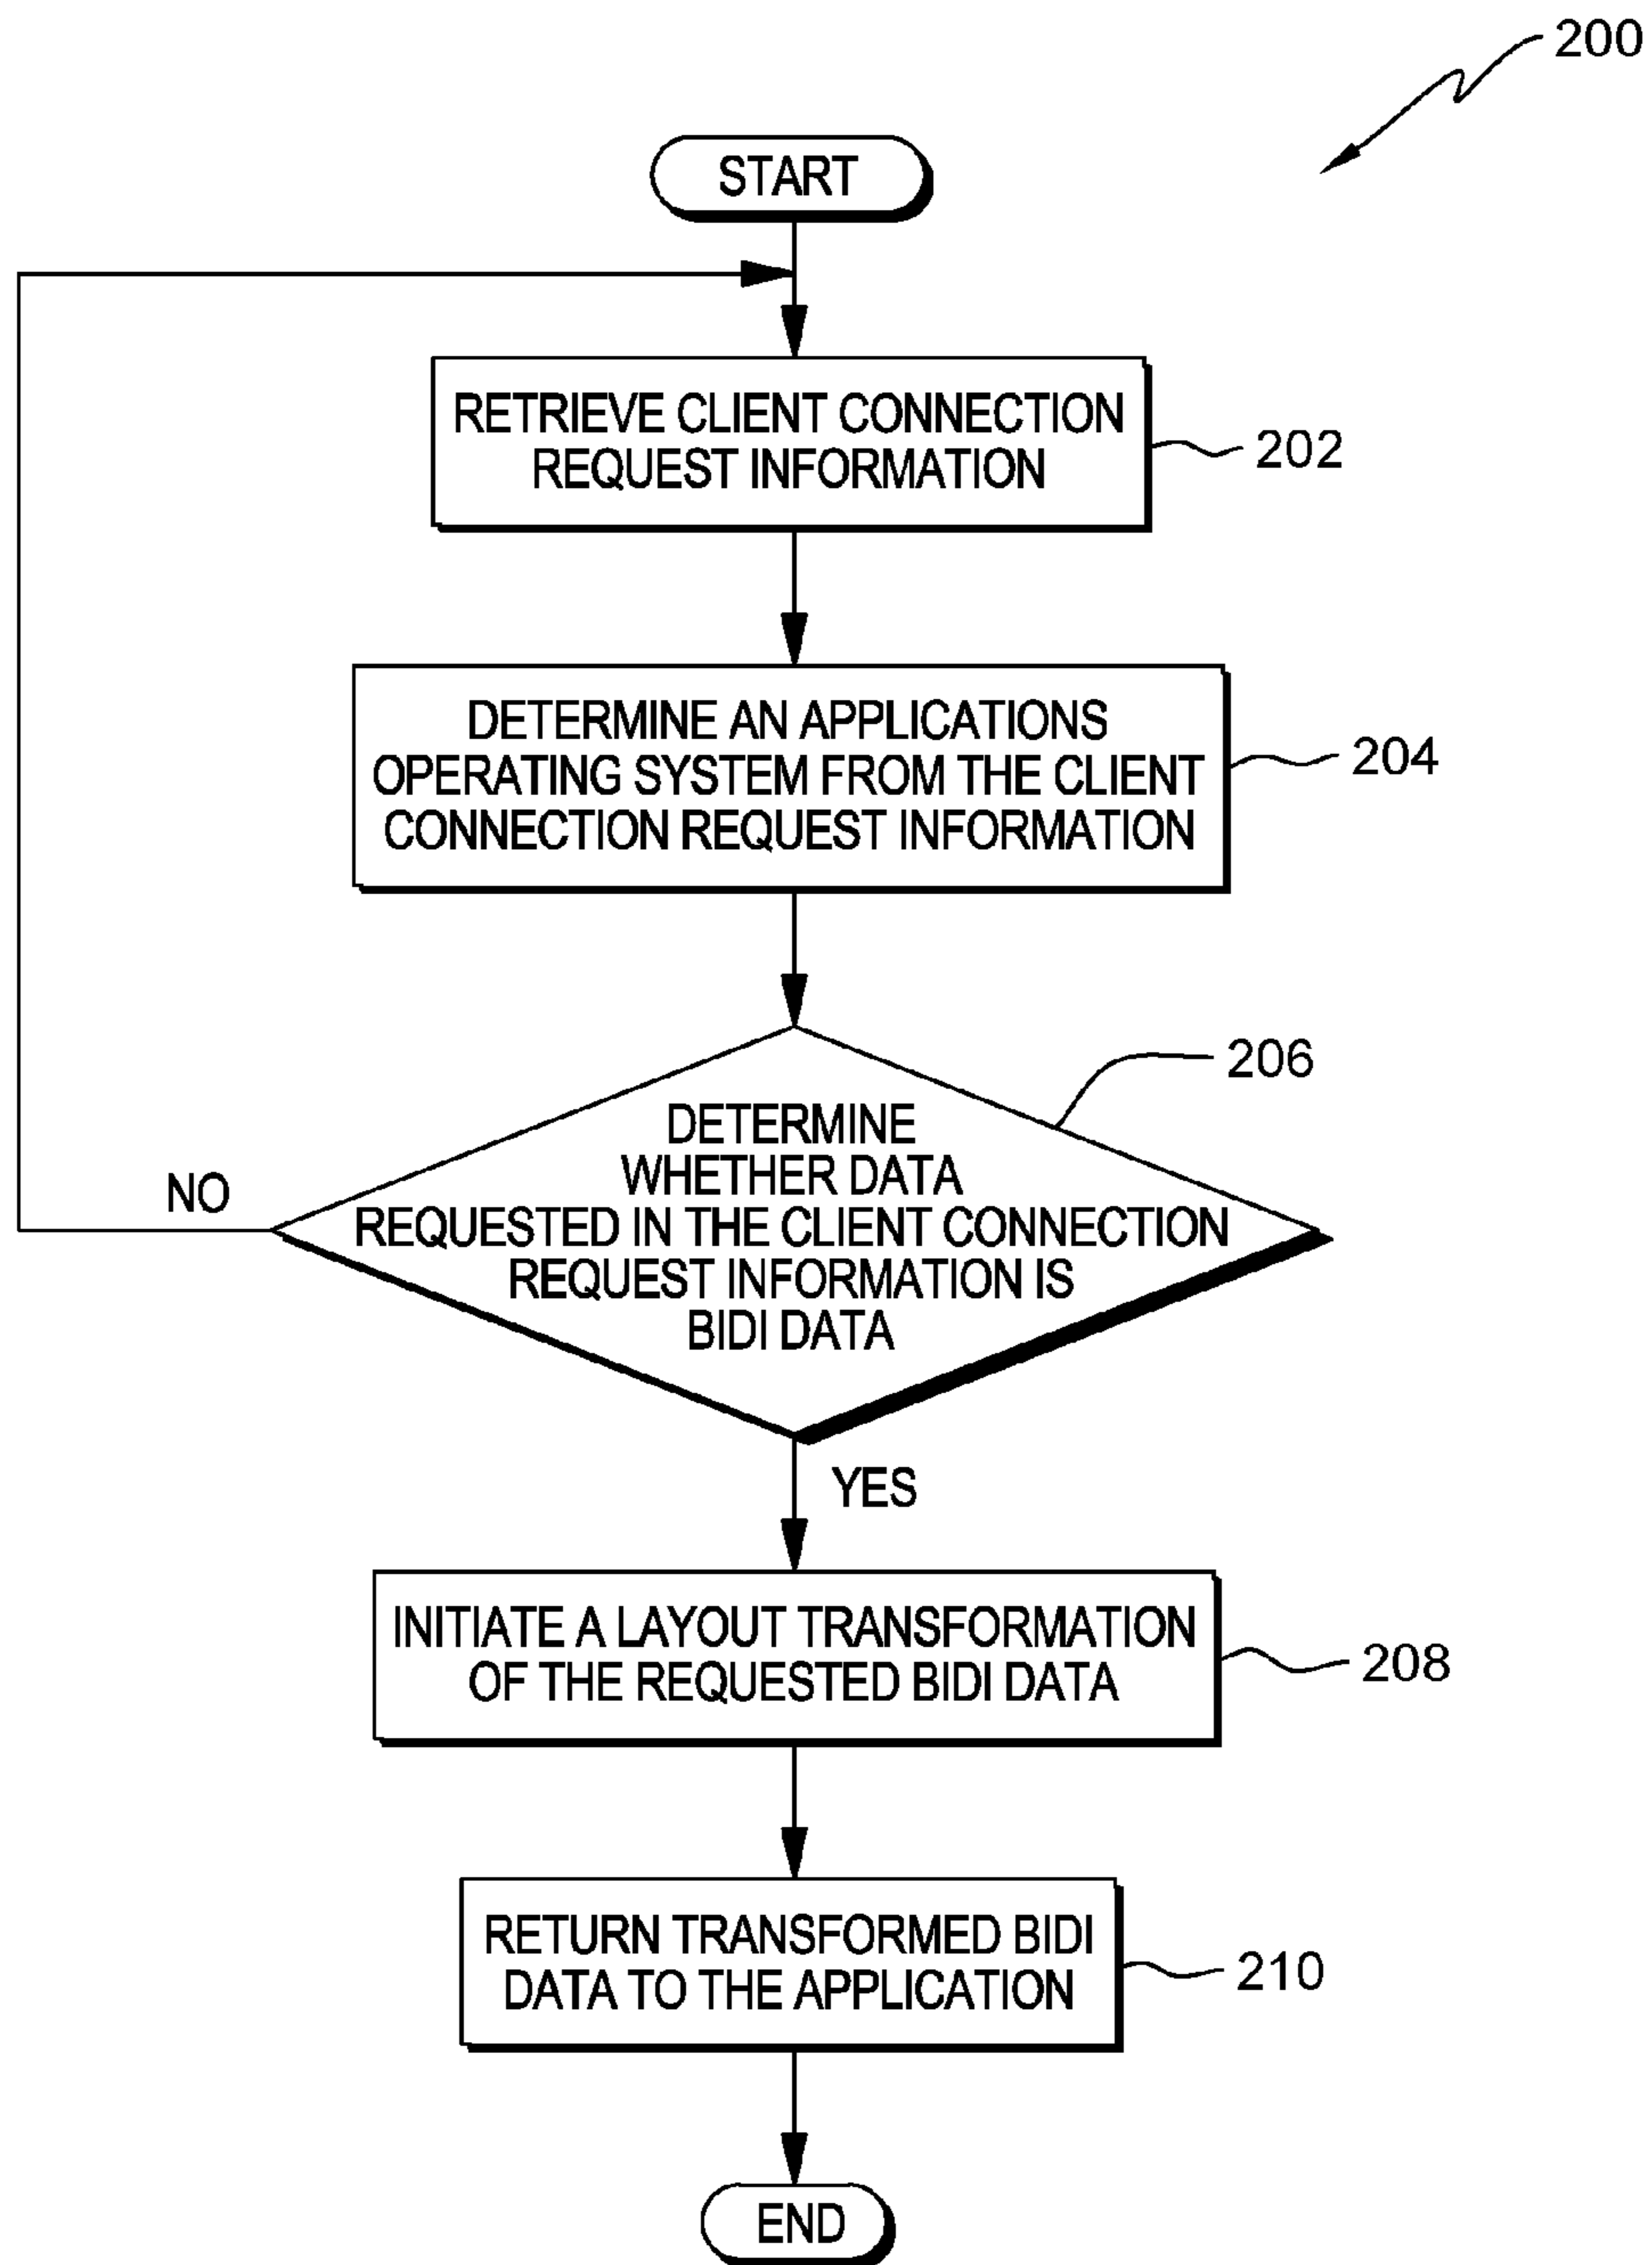 200
START
RETRIEVE CLIENT CONNECTION
REQUEST INFORMATION
202
DETERMINE AN APPLICATIONS
OPERATING SYSTEM FROM THE CLIENT
CONNECTION REQUEST INFORMATION
204
206
DETERMINE
WHETHER DATA
REQUESTED IN THE CLIENT CONNECTION
REQUEST INFORMATION IS
BIDI DATA
NO
YES
INITIATE A LAYOUT TRANSFORMATION
OF THE REQUESTED BIDI DATA
208
RETURN TRANSFORMED BIDI
DATA TO THE APPLICATION
210
END